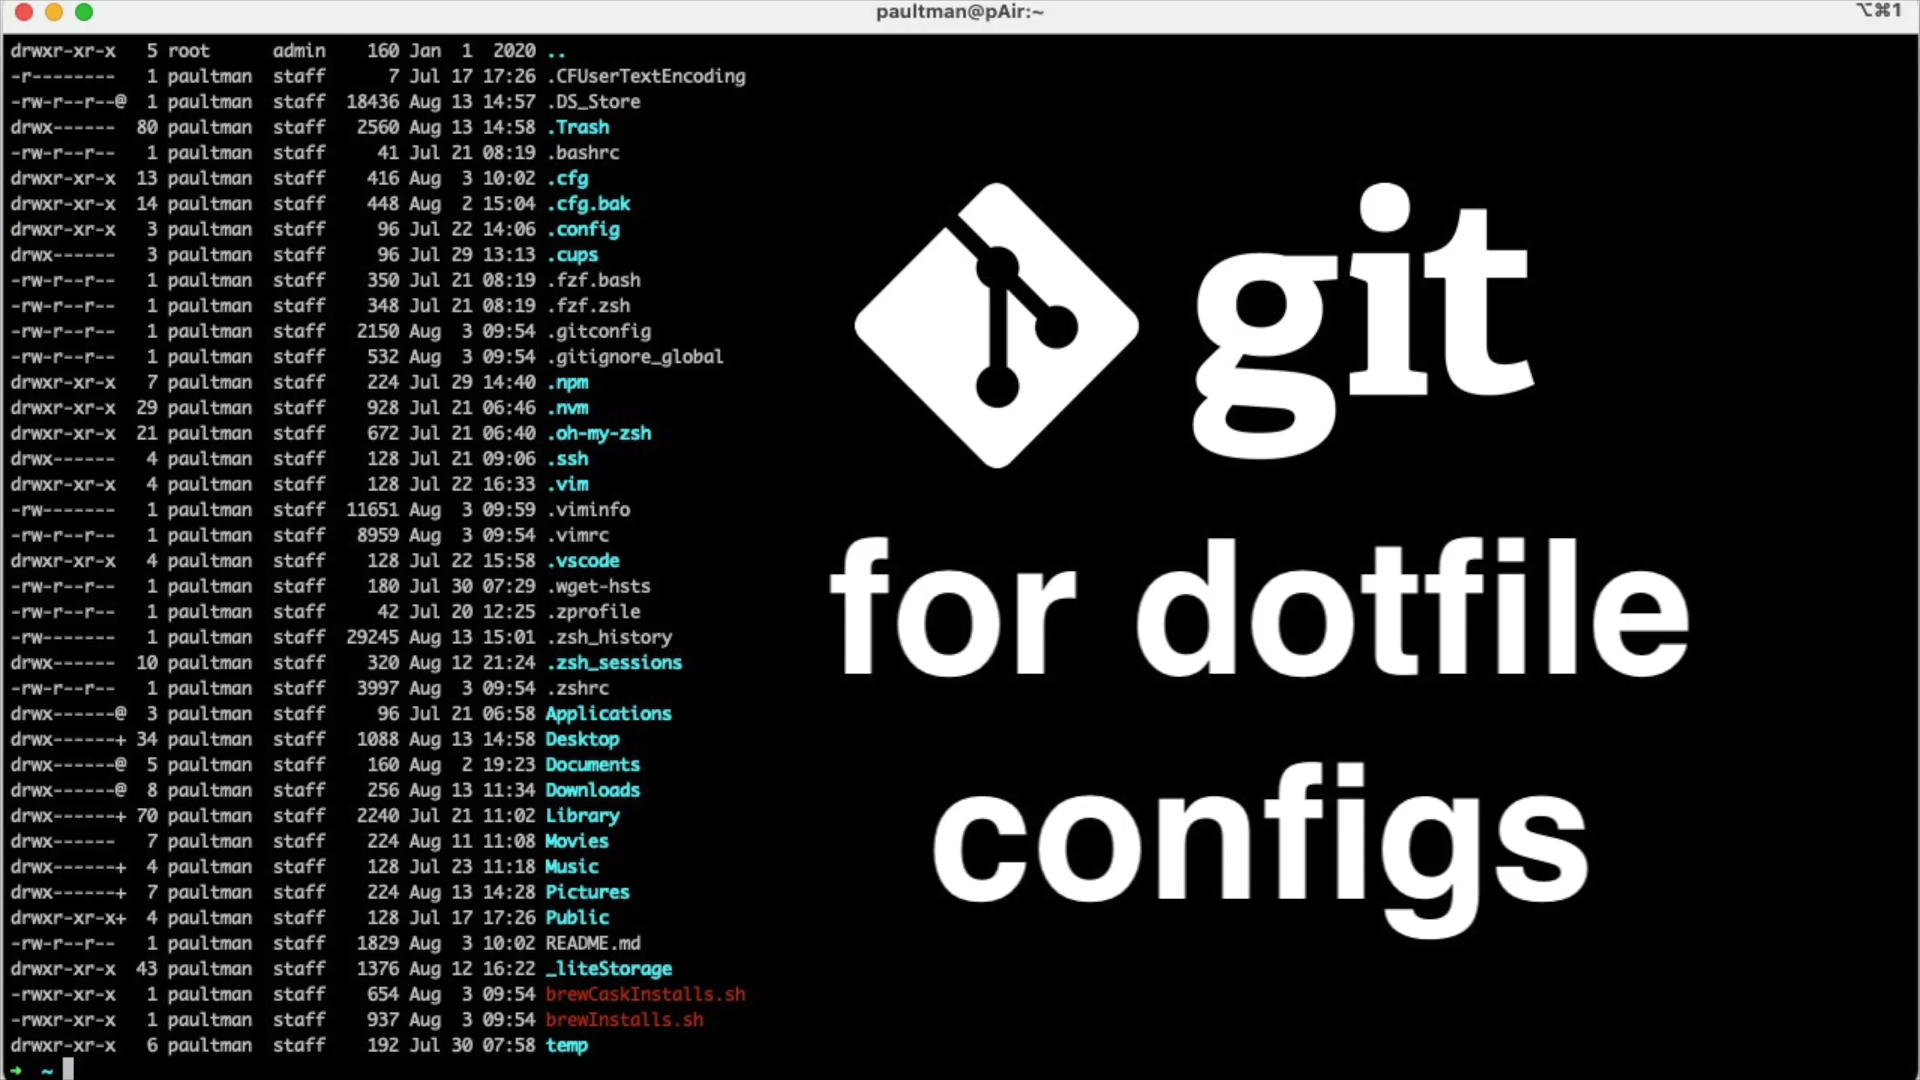 paultman@pAir:~
⌥⌘1
drwxr-xr-x   5 root      admin    160 Jan  1  2020 ..
-r--------   1 paultman  staff      7 Jul 17 17:26 .CFUserTextEncoding
-rw-r--r--@  1 paultman  staff  18436 Aug 13 14:57 .DS_Store
drwx------  80 paultman  staff   2560 Aug 13 14:58 .Trash
-rw-r--r--   1 paultman  staff     41 Jul 21 08:19 .bashrc
drwxr-xr-x  13 paultman  staff    416 Aug  3 10:02 .cfg
drwxr-xr-x  14 paultman  staff    448 Aug  2 15:04 .cfg.bak
drwxr-xr-x   3 paultman  staff     96 Jul 22 14:06 .config
drwx------   3 paultman  staff     96 Jul 29 13:13 .cups
-rw-r--r--   1 paultman  staff    350 Jul 21 08:19 .fzf.bash
-rw-r--r--   1 paultman  staff    348 Jul 21 08:19 .fzf.zsh
-rw-r--r--   1 paultman  staff   2150 Aug  3 09:54 .gitconfig
-rw-r--r--   1 paultman  staff    532 Aug  3 09:54 .gitignore_global
drwxr-xr-x   7 paultman  staff    224 Jul 29 14:40 .npm
drwxr-xr-x  29 paultman  staff    928 Jul 21 06:46 .nvm
drwxr-xr-x  21 paultman  staff    672 Jul 21 06:40 .oh-my-zsh
drwx------   4 paultman  staff    128 Jul 21 09:06 .ssh
drwxr-xr-x   4 paultman  staff    128 Jul 22 16:33 .vim
-rw-------   1 paultman  staff  11651 Aug  3 09:59 .viminfo
-rw-r--r--   1 paultman  staff   8959 Aug  3 09:54 .vimrc
drwxr-xr-x   4 paultman  staff    128 Jul 22 15:58 .vscode
-rw-r--r--   1 paultman  staff    180 Jul 30 07:29 .wget-hsts
-rw-r--r--   1 paultman  staff     42 Jul 20 12:25 .zprofile
-rw-------   1 paultman  staff  29245 Aug 13 15:01 .zsh_history
drwx------  10 paultman  staff    320 Aug 12 21:24 .zsh_sessions
-rw-r--r--   1 paultman  staff   3997 Aug  3 09:54 .zshrc
drwx------@  3 paultman  staff     96 Jul 21 06:58 Applications
drwx------+ 34 paultman  staff   1088 Aug 13 14:58 Desktop
drwx------@  5 paultman  staff    160 Aug  2 19:23 Documents
drwx------@  8 paultman  staff    256 Aug 13 11:34 Downloads
drwx------+ 70 paultman  staff   2240 Jul 21 11:02 Library
drwx------   7 paultman  staff    224 Aug 11 11:08 Movies
drwx------+  4 paultman  staff    128 Jul 23 11:18 Music
drwx------+  7 paultman  staff    224 Aug 13 14:28 Pictures
drwxr-xr-x+  4 paultman  staff    128 Jul 17 17:26 Public
-rw-r--r--   1 paultman  staff   1829 Aug  3 10:02 README.md
drwxr-xr-x  43 paultman  staff   1376 Aug 12 16:22 _liteStorage
-rwxr-xr-x   1 paultman  staff    654 Aug  3 09:54 brewCaskInstalls.sh
-rwxr-xr-x   1 paultman  staff    937 Aug  3 09:54 brewInstalls.sh
drwxr-xr-x   6 paultman  staff    192 Jul 30 07:58 temp
➜  ~
git
for dotfile
configs